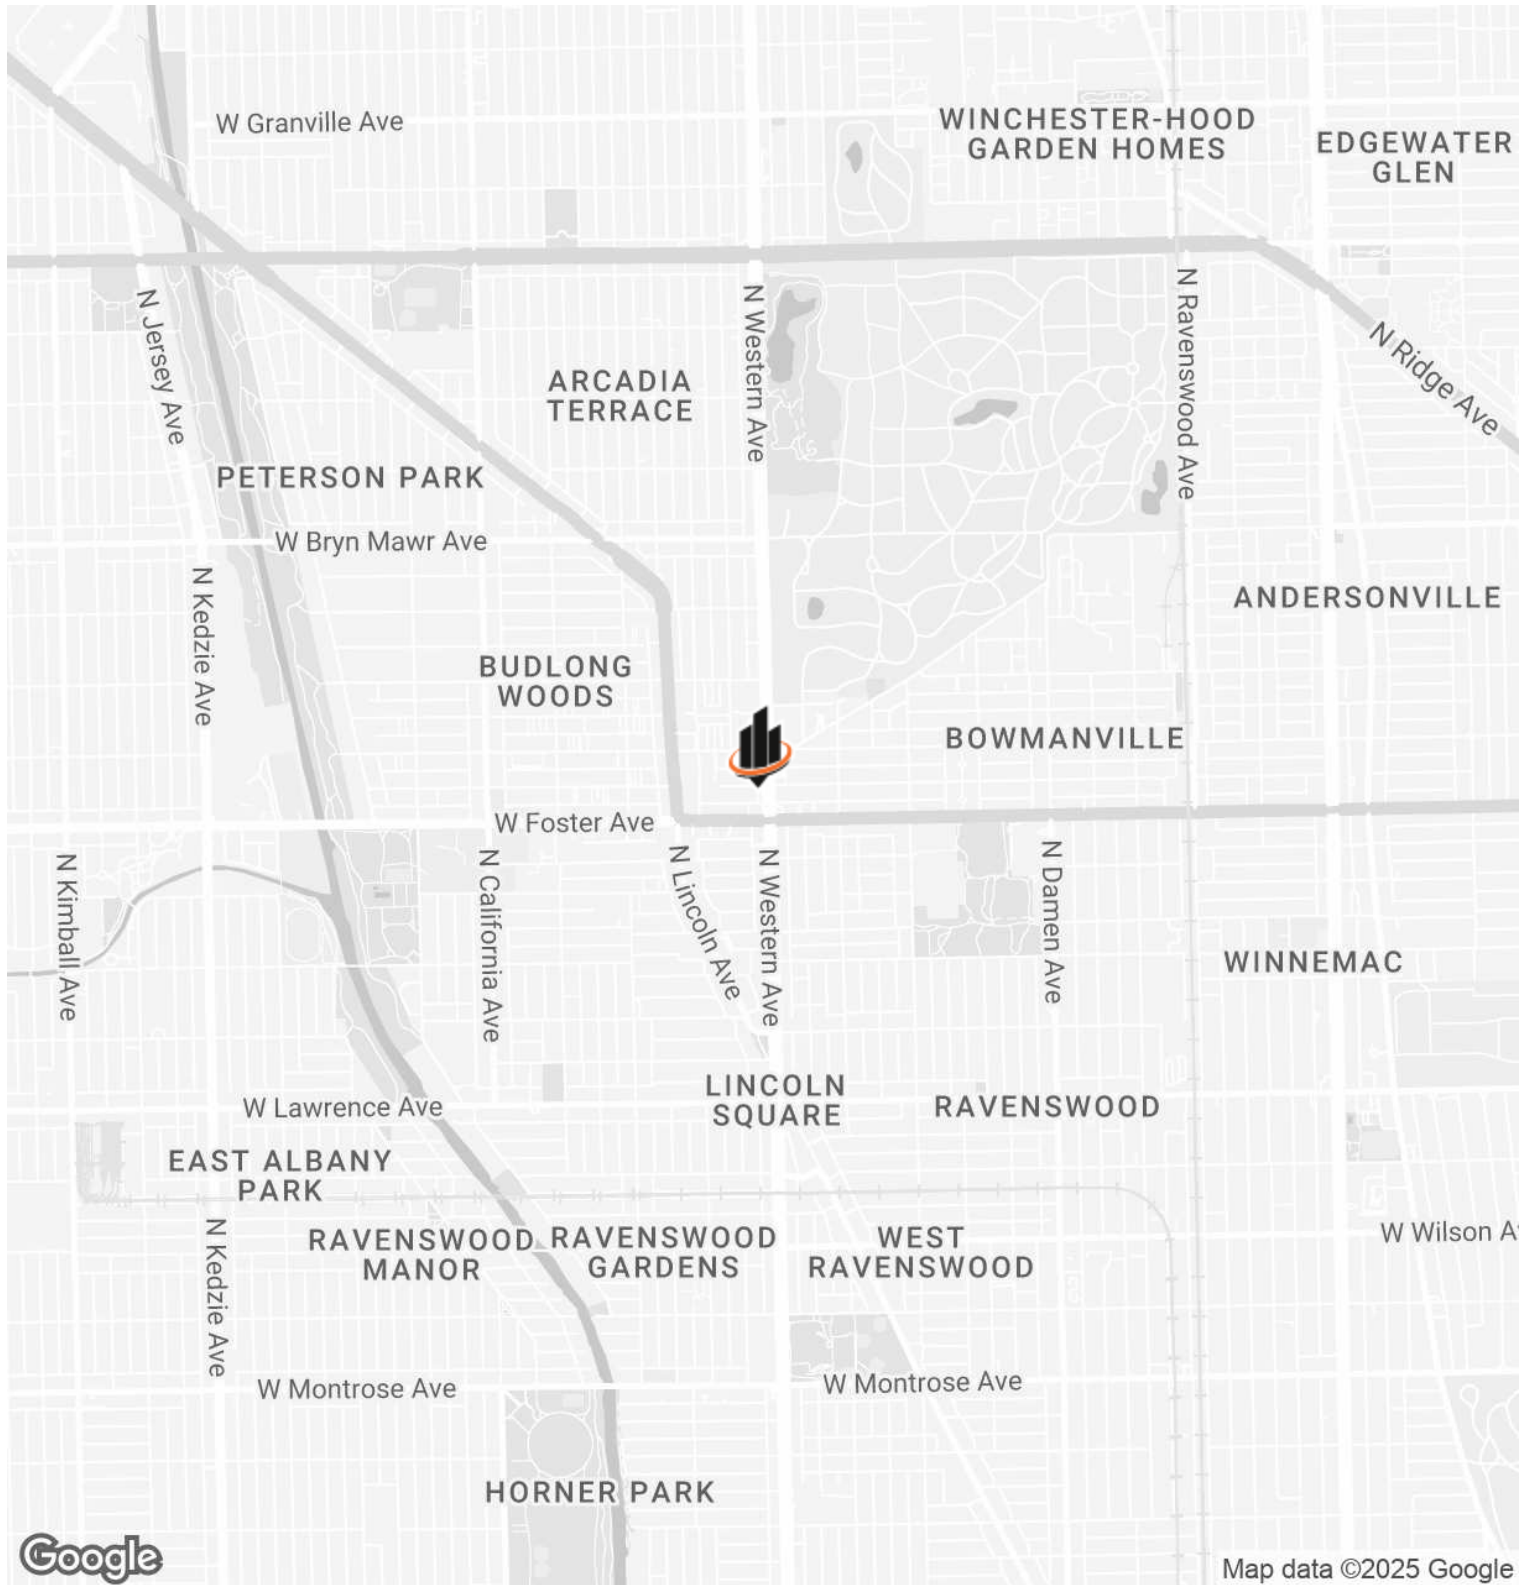 W Granville Ave
WINCHESTER-HOOD
GARDEN HOMES
EDGEWATER
GLEN
N Jersey Ave
N Western Ave
N Ravenswood Ave
N Ridge Ave
ARCADIA
TERRACE
PETERSON PARK
W Bryn Mawr Ave
N Kedzie Ave
ANDERSONVILLE
BUDLONG
WOODS
BOWMANVILLE
W Foster Ave
N Kimball Ave
N California Ave
N Lincoln Ave
N Western Ave
N Damen Ave
WINNEMAC
LINCOLN
SQUARE
RAVENSWOOD
W Lawrence Ave
EAST ALBANY
PARK
N Kedzie Ave
RAVENSWOOD
MANOR
RAVENSWOOD
GARDENS
WEST
RAVENSWOOD
W Wilson A
W Montrose Ave
W Montrose Ave
HORNER PARK
Google
Map data ©2025 Google